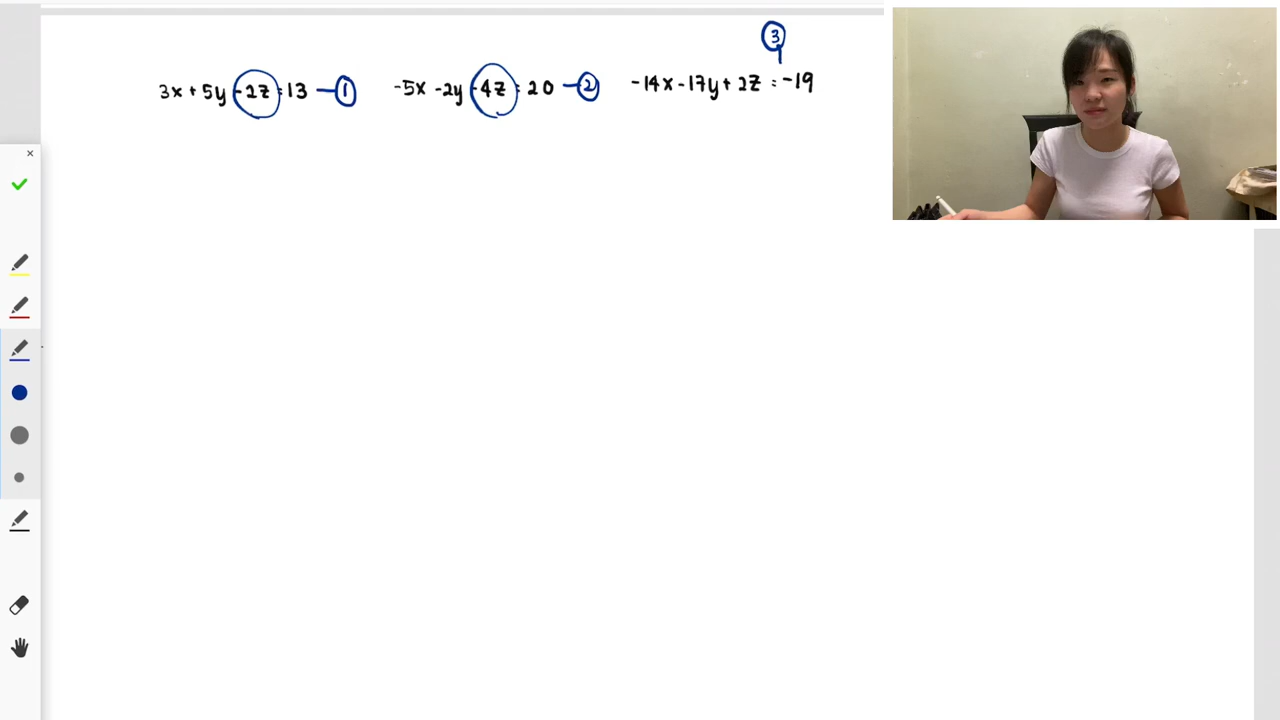 3x + 5y -2z = 13 — ① -5x -2y -4z = 20 — ② -14x -17y + 2z = -19
③